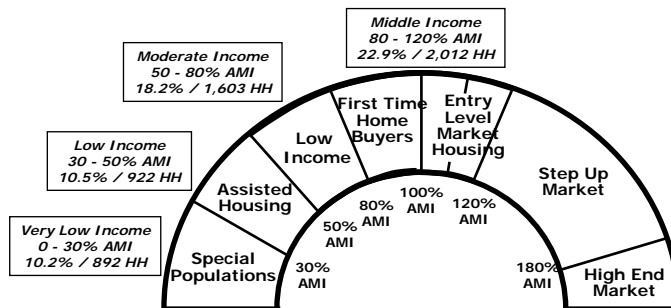 Middle Income
80 - 120% AMI
22.9% / 2,012 HH
Moderate Income
50 - 80% AMI
18.2% / 1,603 HH
Low Income
30 - 50% AMI
10.5% / 922 HH
Very Low Income
0 - 30% AMI
10.2% / 892 HH
Special
Populations
Assisted
Housing
Low
Income
First Time
Home
Buyers
Entry
Level
Market
Housing
Step Up
Market
High End
Market
30%
AMI
50%
AMI
80%
AMI
100%
AMI
120%
AMI
180%
AMI